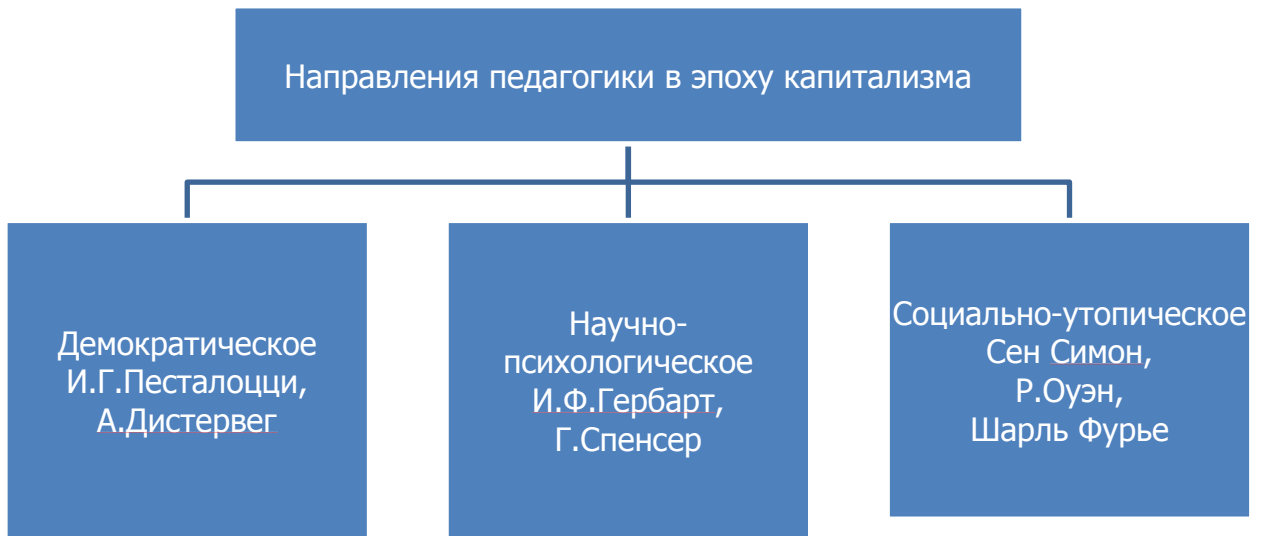 Направления педагогики в эпоху капитализма
Демократическое
И.Г.Песталоцци,
А.Дистервег
Научно-
психологическое
И.Ф.Гербарт,
Г.Спенсер
Социально-утопическое
Сен Симон,
Р.Оуэн,
Шарль Фурье